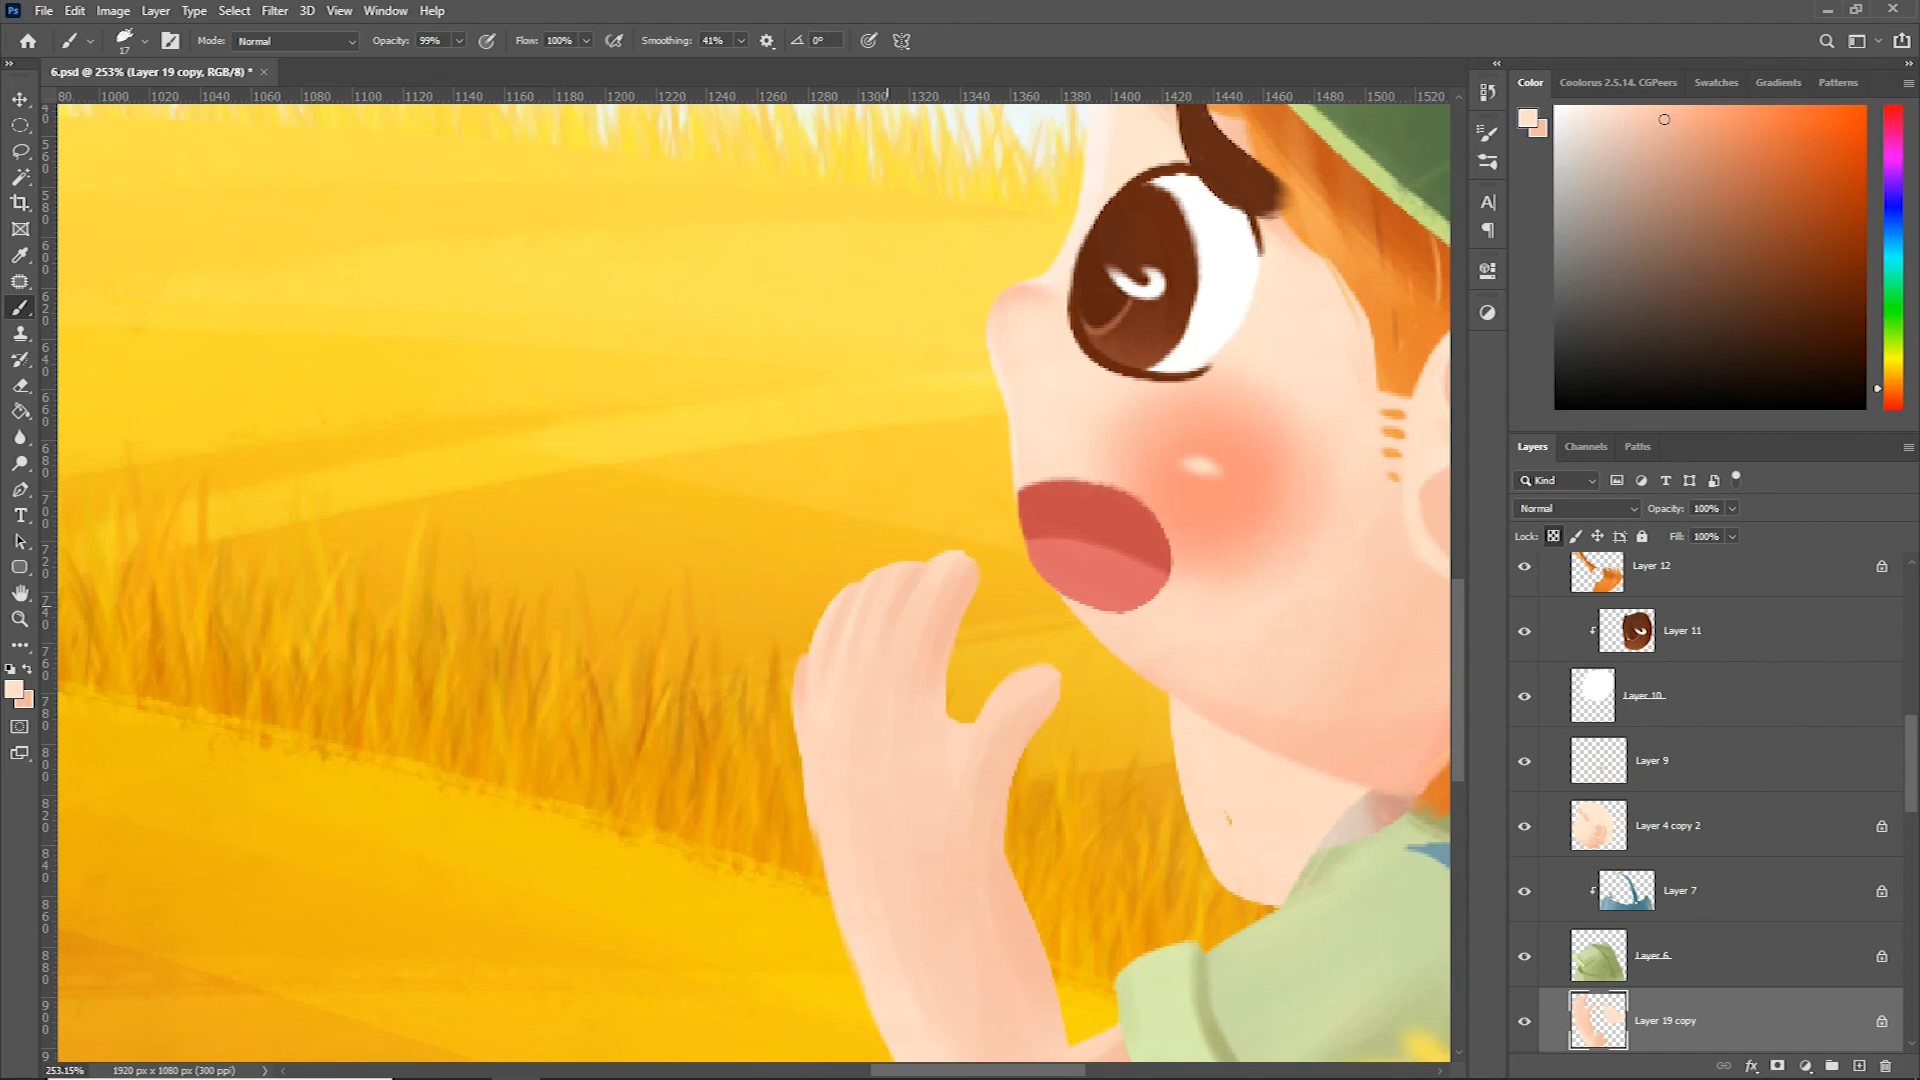 Ps File Edit Image Layer Type Select Filter 3D View Window Help
17 Mode: Normal Opacity: 99% Flow: 100% Smoothing: 41% 0°
6.psd @ 253% (Layer 19 copy, RGB/8) *
80 1000 1020 1040 1060 1080 1100 1120 1140 1160 1180 1200 1220 1240 1260 1280 1300 1320 1340 1360 1380 1400 1420 1440 1460 1480 1500 1520
Color Coolorus 2.5.14. CGPeers Swatches Gradients Patterns
Layers Channels Paths
Kind
Normal Opacity: 100%
Lock: Fill: 100%
Layer 12
Layer 11
Layer 10
Layer 9
Layer 4 copy 2
Layer 7
Layer 6
Layer 19 copy
253.15% 1920 px x 1080 px (300 ppi)